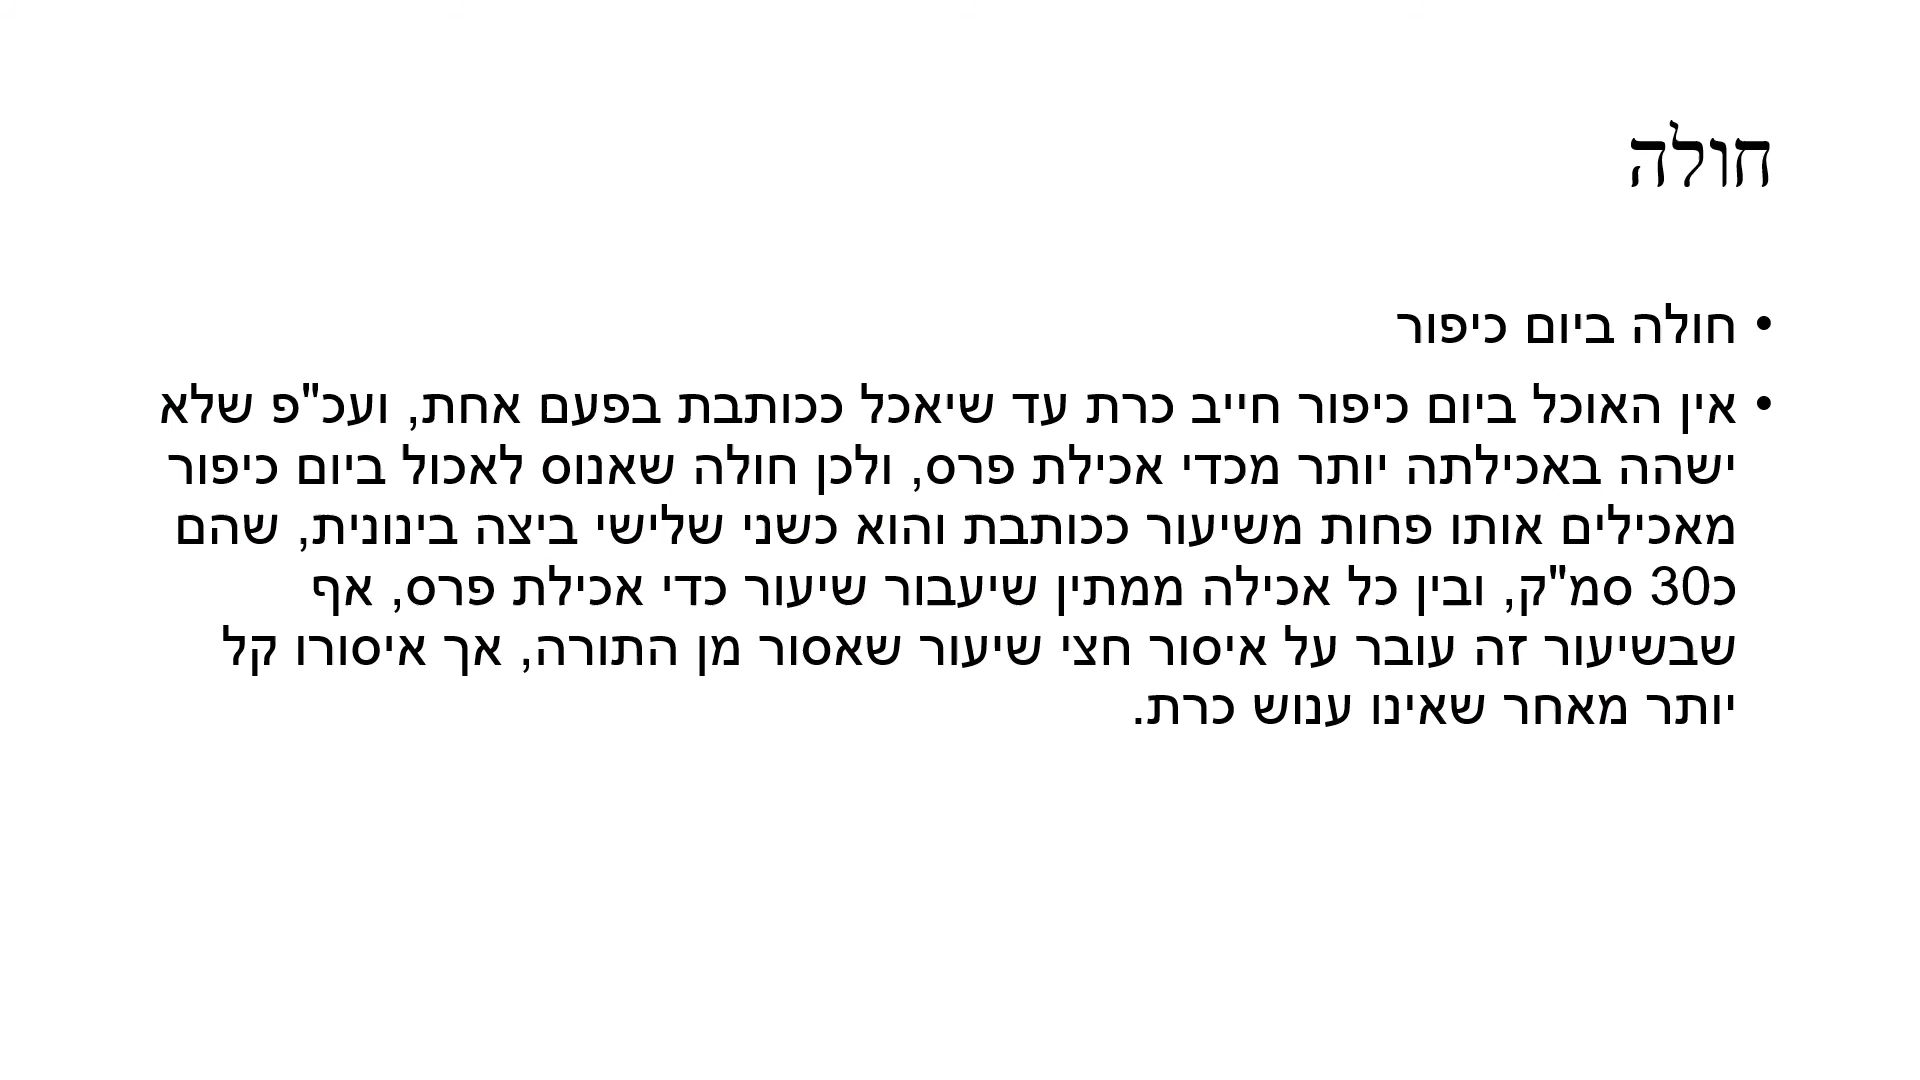 חולה
• חולה ביום כיפור
• אין האוכל ביום כיפור חייב כרת עד שיאכל ככותבת בפעם אחת, ועכ"פ שלא
ישהה באכילתה יותר מכדי אכילת פרס, ולכן חולה שאנוס לאכול ביום כיפור
מאכילים אותו פחות משיעור ככותבת והוא כשני שלישי ביצה בינונית, שהם
כ30 סמ"ק, ובין כל אכילה ממתין שיעבור שיעור כדי אכילת פרס, אף
שבשיעור זה עובר על איסור חצי שיעור שאסור מן התורה, אך איסורו קל
יותר מאחר שאינו ענוש כרת.